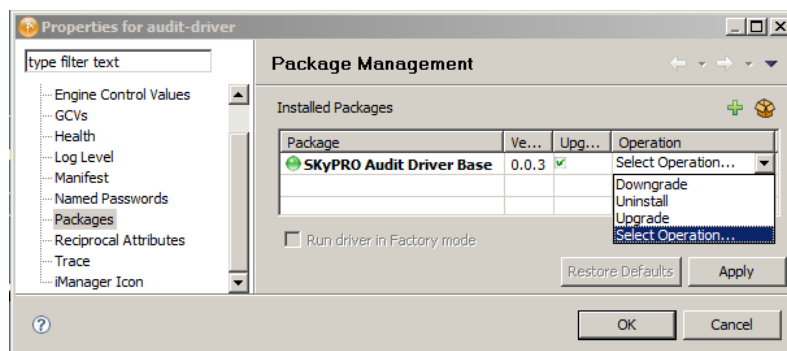 Properties for audit-driver
type filter text
Package Management
Engine Control Values
GCVs
Health
Log Level
Manifest
Named Passwords
Packages
Reciprocal Attributes
Trace
iManager Icon
Installed Packages
Package Ve... Upg... Operation
SKyPRO Audit Driver Base 0.0.3 Select Operation...
Downgrade
Uninstall
Upgrade
Select Operation...
Run driver in Factory mode
Restore Defaults Apply
OK Cancel